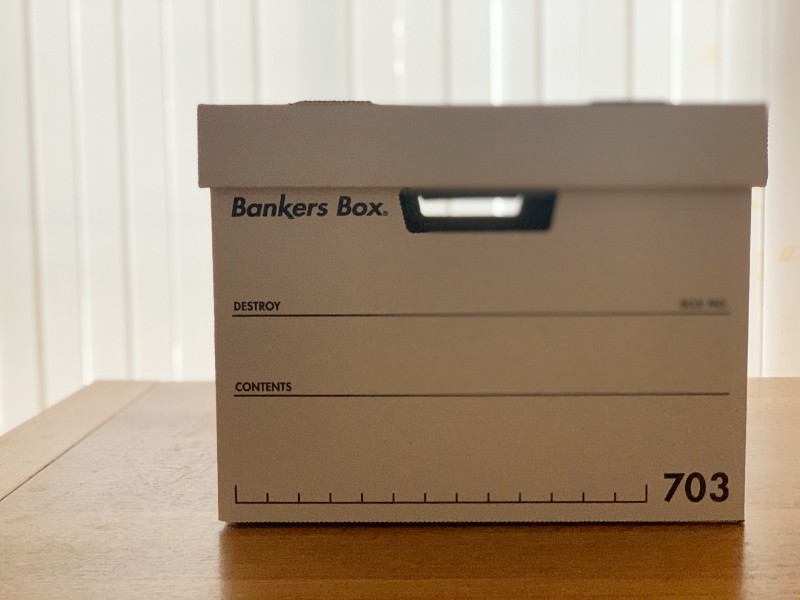 Bankers Box®
DESTROY
CONTENTS
703